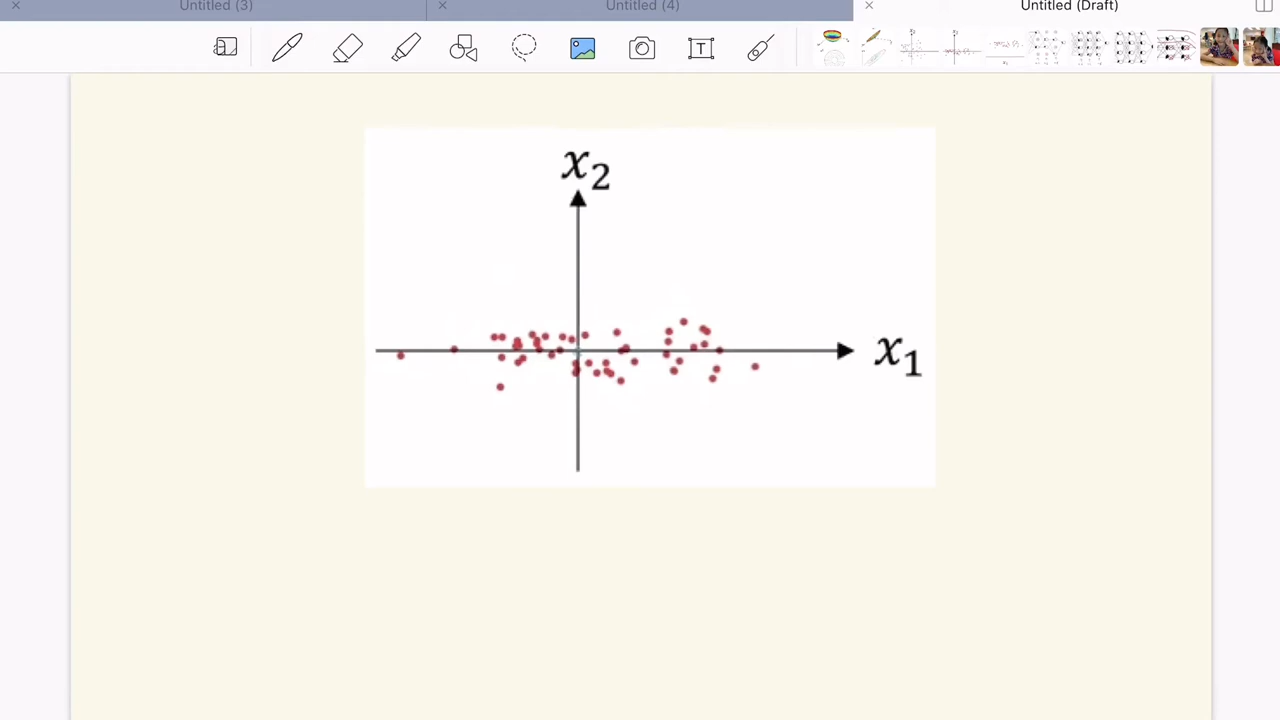 Untitled (3)
Untitled (4)
Untitled (Draft)
x₂
x₁